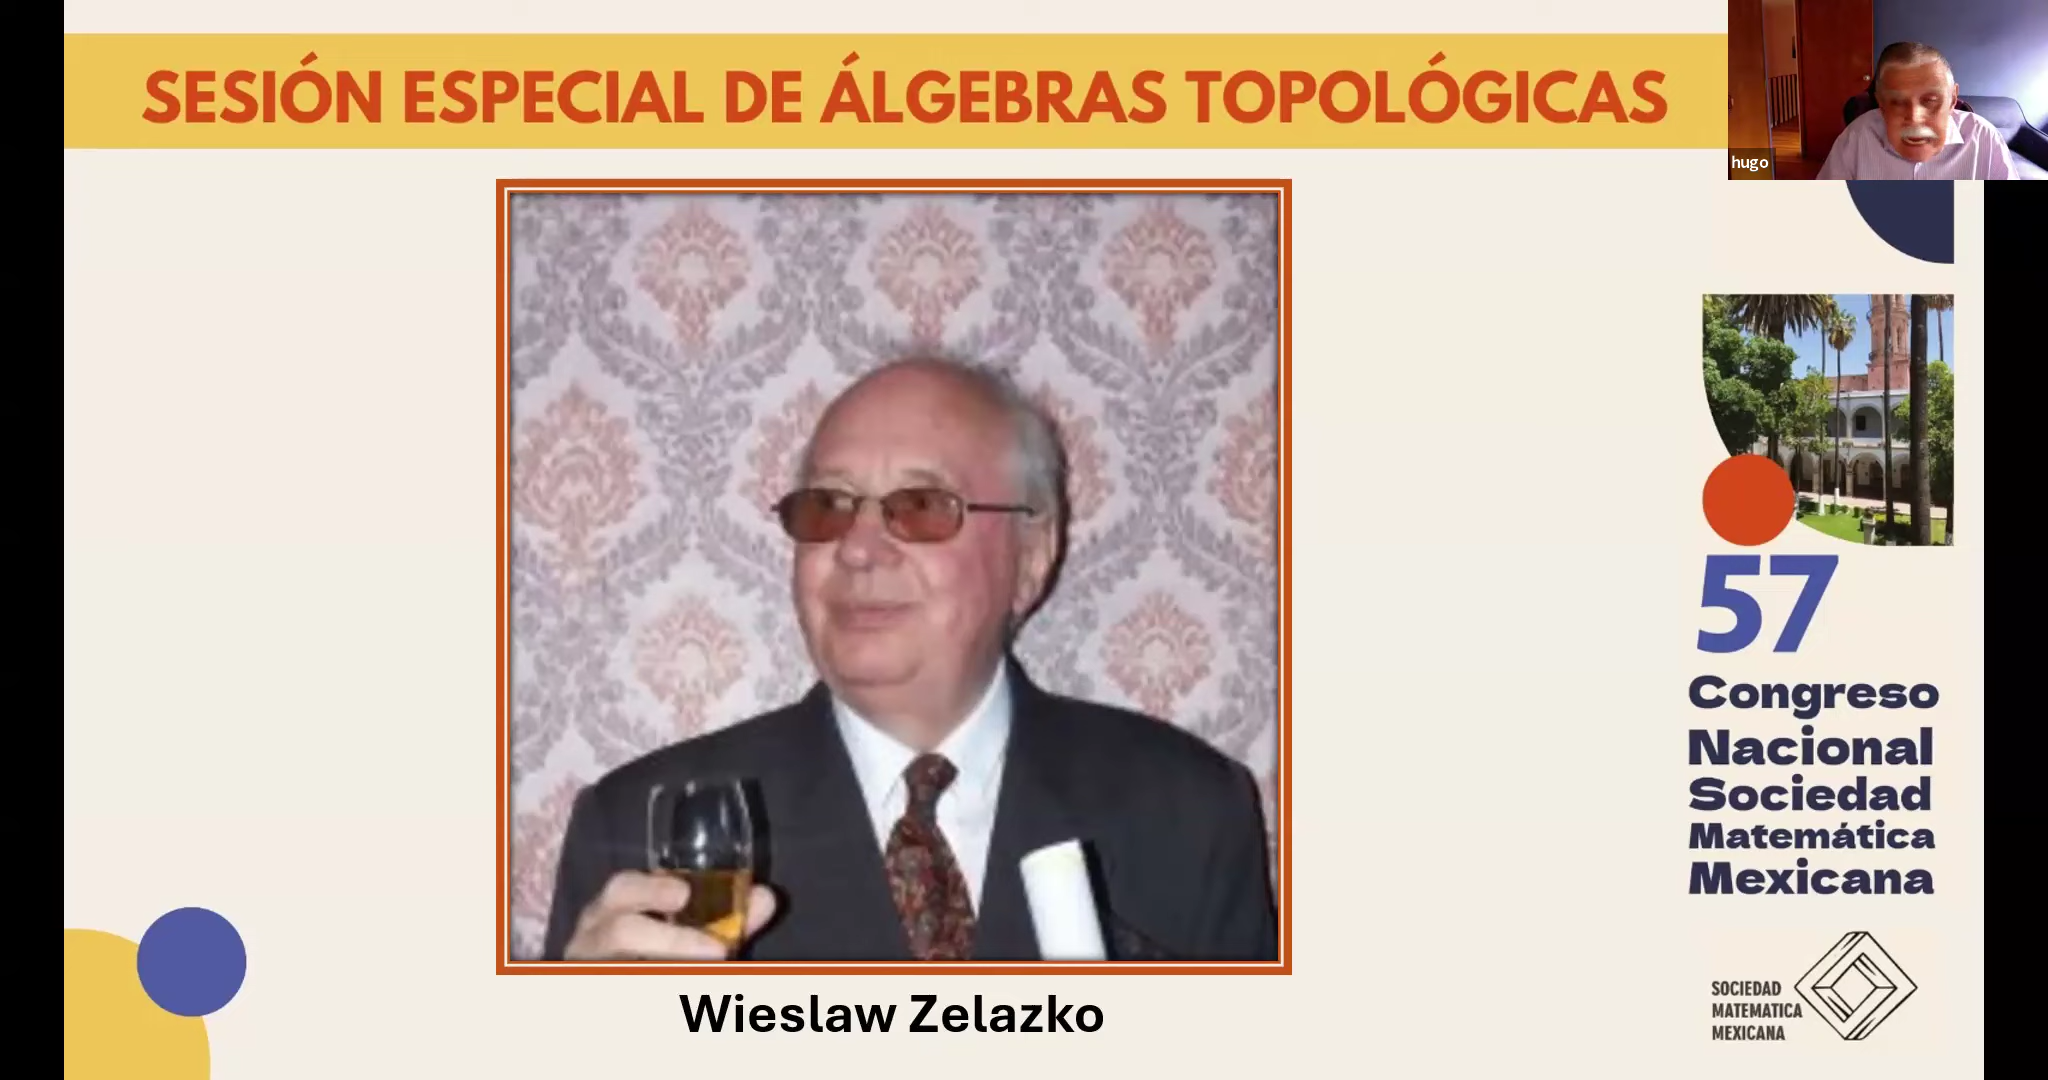 SESIÓN ESPECIAL DE ÁLGEBRAS TOPOLÓGICAS
hugo
57
Congreso
Nacional
Sociedad
Matemática
Mexicana
SOCIEDAD
MATEMATICA
MEXICANA
Wieslaw Zelazko